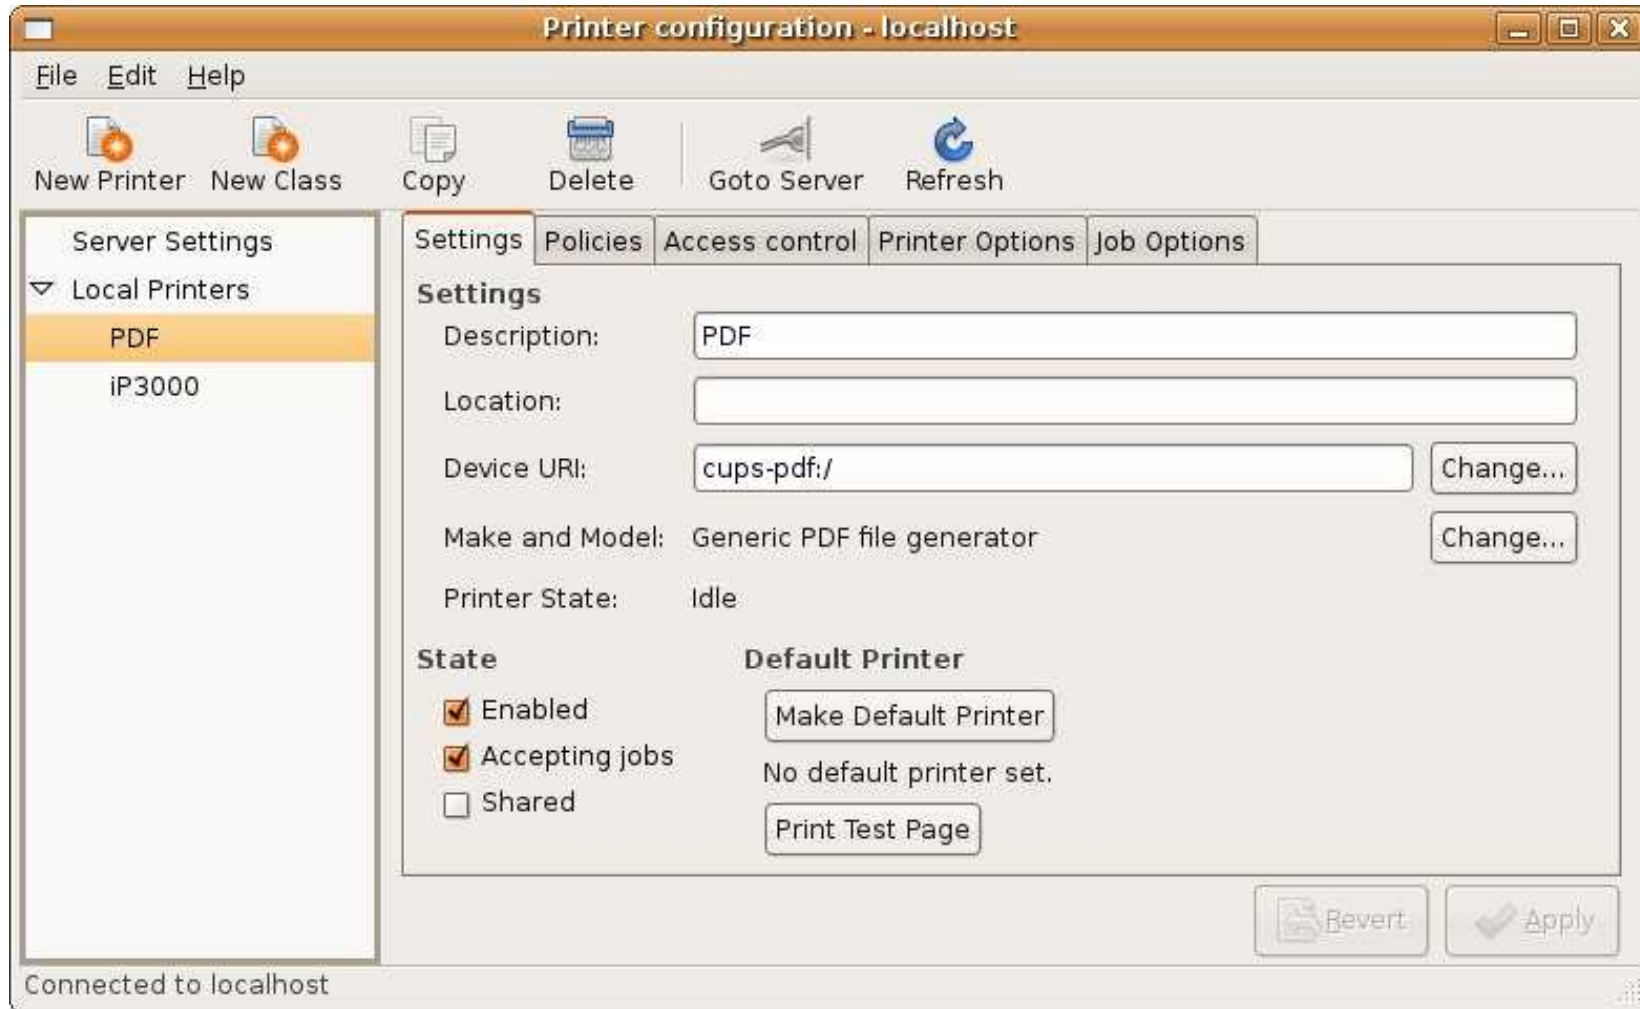 Printer configuration - localhost
File Edit Help
New Printer New Class Copy Delete Goto Server Refresh
Server Settings
Local Printers
PDF
iP3000
Settings Policies Access control Printer Options Job Options
Settings
Description: PDF
Location:
Device URI: cups-pdf:/ Change...
Make and Model: Generic PDF file generator Change...
Printer State: Idle
State Default Printer
Enabled Make Default Printer
Accepting jobs
No default printer set.
Shared
Print Test Page
Revert Apply
Connected to localhost